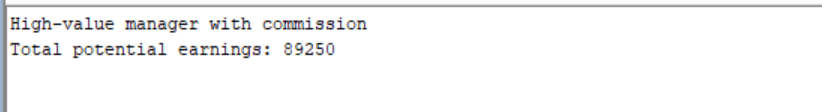 High-value manager with commission
Total potential earnings: 89250